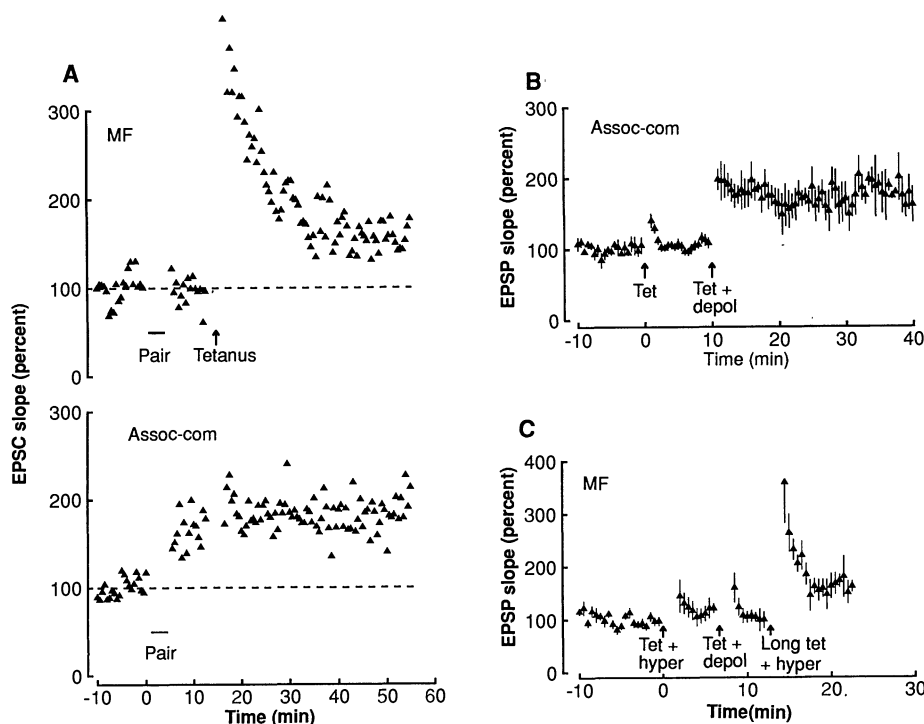 A
MF
300
200
100
0
Pair
Tetanus
EPSC slope (percent)
Assoc-com
300
200
100
0
Pair
-10 0 10 20 30 40 50 60
Time (min)
B
Assoc-com
300
200
100
0
EPSP slope (percent)
Tet
Tet +
depol
-10 0 10 20 30 40
Time (min)
C
MF
400
300
200
100
0
EPSP slope (percent)
Tet +
hyper
Tet +
depol
Long tet
+ hyper
-10 0 10 20 30
Time(min)